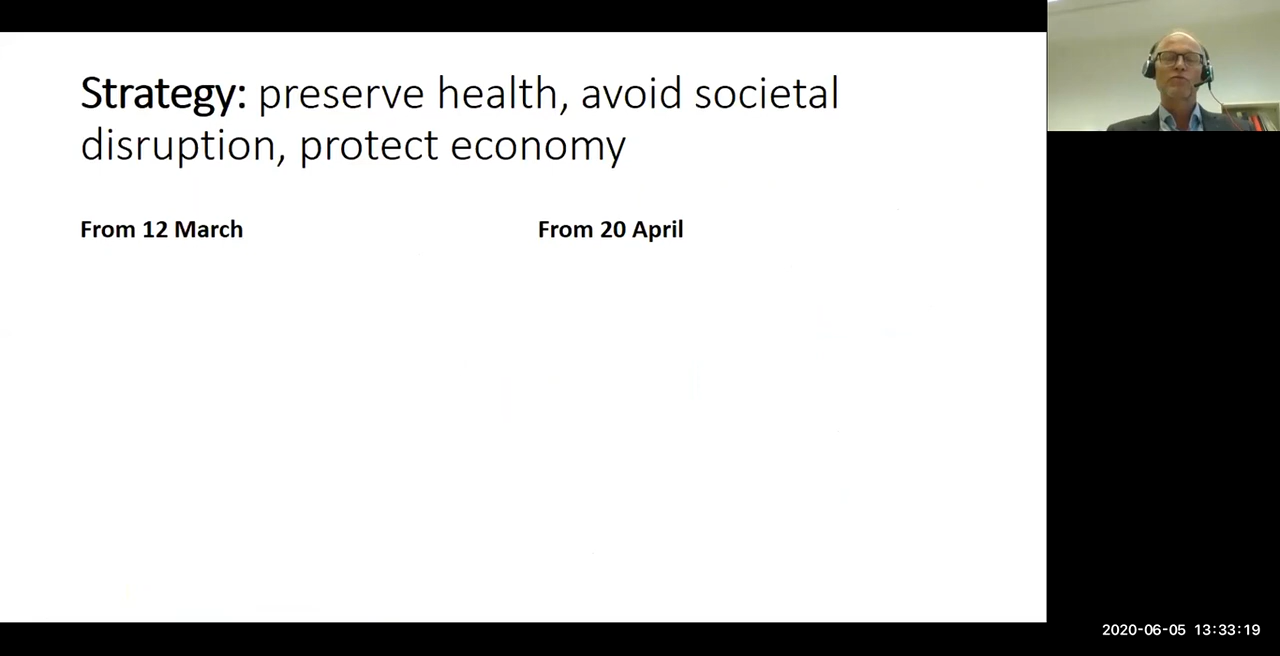 Strategy: preserve health, avoid societal
disruption, protect economy
From 12 March
From 20 April
2020-06-05 13:33:19